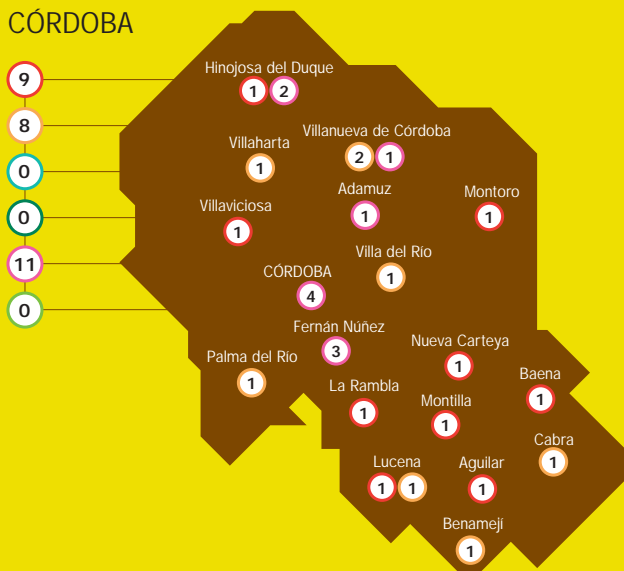 CÓRDOBA
9
8
0
0
11
0
Hinojosa del Duque
1 2
Villaharta
1
Villanueva de Córdoba
2 1
Villaviciosa
1
Adamuz
1
Montoro
1
Villa del Río
1
CÓRDOBA
4
Fernán Núñez
3
Nueva Carteya
1
Palma del Río
1
La Rambla
1
Montilla
1
Baena
1
Cabra
1
Lucena
1 1
Aguilar
1
Benamejí
1